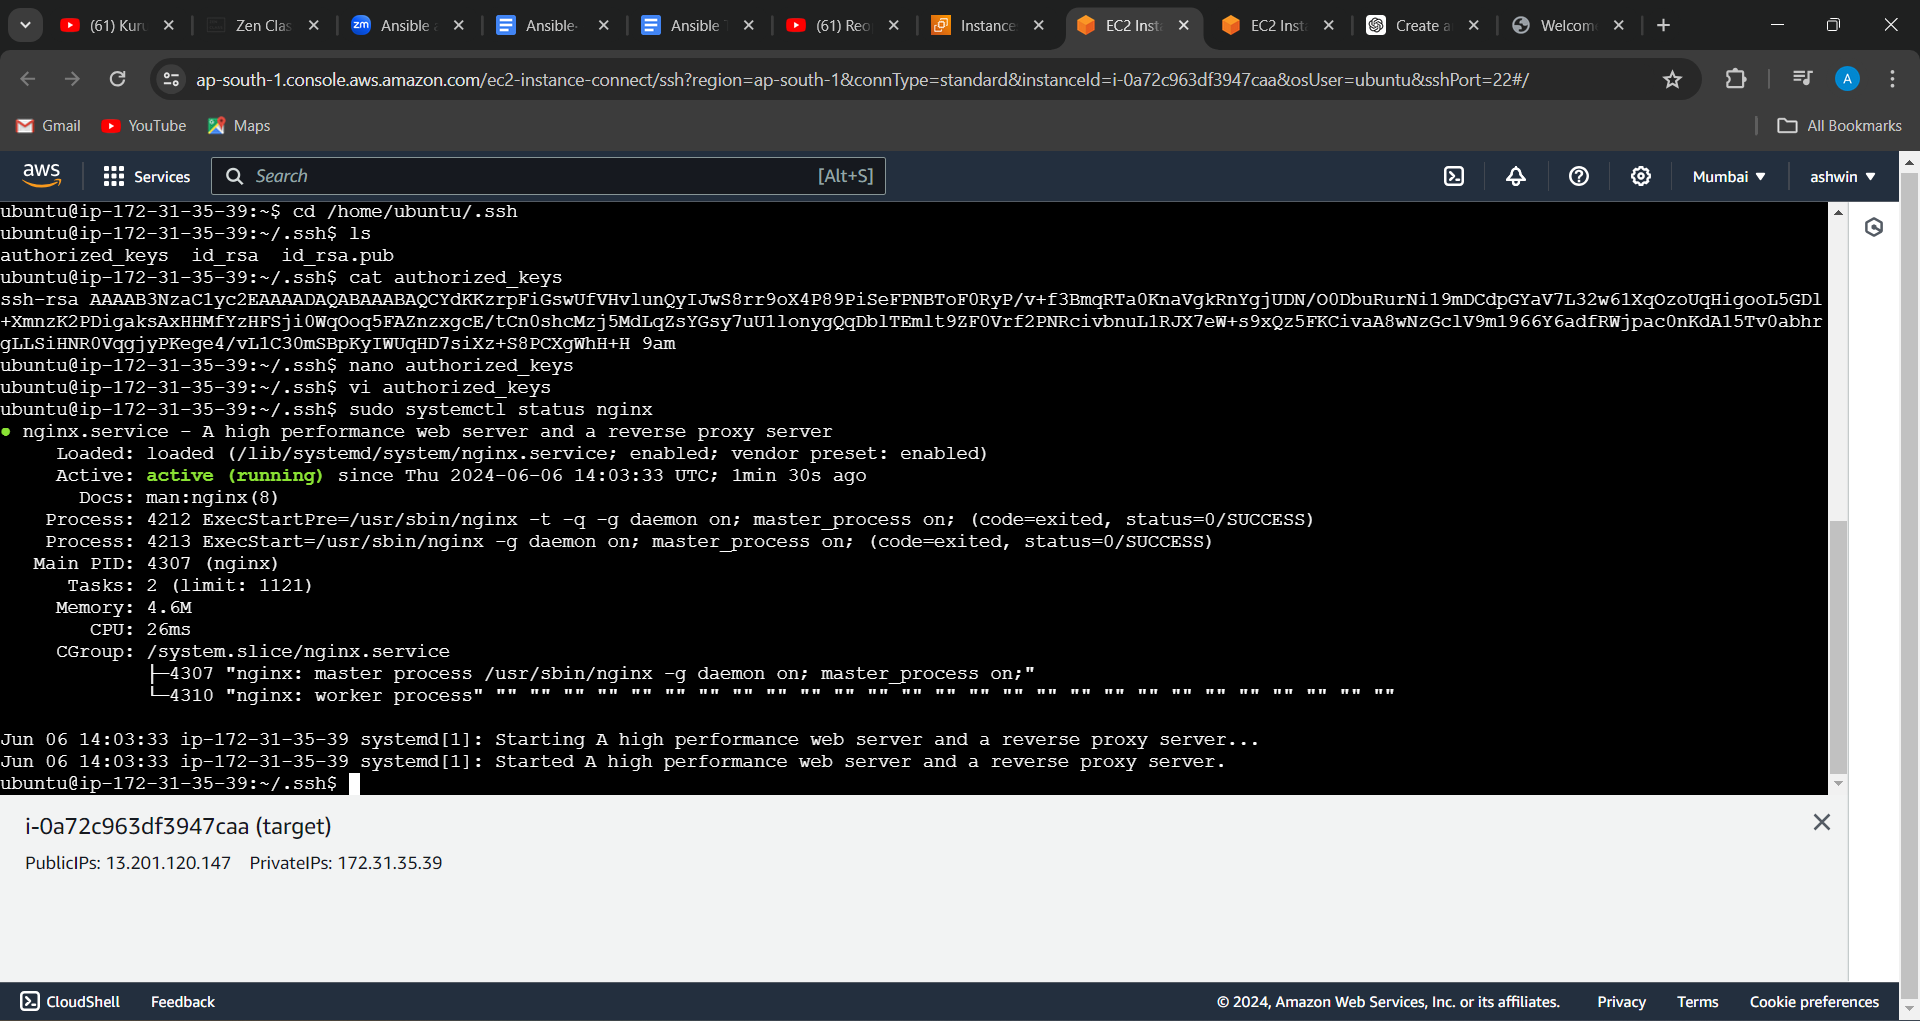 (61) Kur
Zen Clas
Ansible a
Ansible-
Ansible T
(61) Reo
Instance
EC2 Inst
EC2 Inst
Create a
Welcom
ap-south-1.console.aws.amazon.com/ec2-instance-connect/ssh?region=ap-south-1&connType=standard&instanceId=i-0a72c963df3947caa&osUser=ubuntu&sshPort=22#/
A
Gmail
YouTube
Maps
All Bookmarks
aws
Services
Search
[Alt+S]
Mumbai
ashwin
ubuntu@ip-172-31-35-39:~$ cd /home/ubuntu/.ssh
ubuntu@ip-172-31-35-39:~/.ssh$ ls
authorized_keys  id_rsa  id_rsa.pub
ubuntu@ip-172-31-35-39:~/.ssh$ cat authorized_keys
ssh-rsa AAAAB3NzaC1yc2EAAAADAQABAAABAQCYdKKzrpFiGswUfVHvlunQyIJwS8rr9oX4P89PiSeFPNBToF0RyP/v+f3BmqRTa0KnaVgkRnYgjUDN/O0DbuRurNi19mDCdpGYaV7L32w61XqOzoUqHigooL5GDl
+XmnzK2PDigaksAxHHMfYzHFSji0WqOoq5FAZnzxgcE/tCn0shcMzj5MdLqZsYGsy7uU1lonygQqDblTEmlt9ZF0Vrf2PNRcivbnuL1RJX7eW+s9xQz5FKCivaA8wNzGclV9m1966Y6adfRWjpac0nKdA15Tv0abhr
gLLSiHNR0VqgjyPKege4/vL1C30mSBpKyIWUqHD7siXz+S8PCXgWhH+H 9am
ubuntu@ip-172-31-35-39:~/.ssh$ nano authorized_keys
ubuntu@ip-172-31-35-39:~/.ssh$ vi authorized_keys
ubuntu@ip-172-31-35-39:~/.ssh$ sudo systemctl status nginx
● nginx.service - A high performance web server and a reverse proxy server
Loaded: loaded (/lib/systemd/system/nginx.service; enabled; vendor preset: enabled)
Active: active (running) since Thu 2024-06-06 14:03:33 UTC; 1min 30s ago
Docs: man:nginx(8)
Process: 4212 ExecStartPre=/usr/sbin/nginx -t -q -g daemon on; master_process on; (code=exited, status=0/SUCCESS)
Process: 4213 ExecStart=/usr/sbin/nginx -g daemon on; master_process on; (code=exited, status=0/SUCCESS)
Main PID: 4307 (nginx)
Tasks: 2 (limit: 1121)
Memory: 4.6M
CPU: 26ms
CGroup: /system.slice/nginx.service
├─4307 "nginx: master process /usr/sbin/nginx -g daemon on; master_process on;"
└─4310 "nginx: worker process" "" "" "" "" "" "" "" "" "" "" "" "" "" "" "" "" "" "" "" "" "" "" "" "" "" "" ""
Jun 06 14:03:33 ip-172-31-35-39 systemd[1]: Starting A high performance web server and a reverse proxy server...
Jun 06 14:03:33 ip-172-31-35-39 systemd[1]: Started A high performance web server and a reverse proxy server.
ubuntu@ip-172-31-35-39:~/.ssh$
i-0a72c963df3947caa (target)
PublicIPs: 13.201.120.147 PrivateIPs: 172.31.35.39
CloudShell
Feedback
© 2024, Amazon Web Services, Inc. or its affiliates.
Privacy
Terms
Cookie preferences